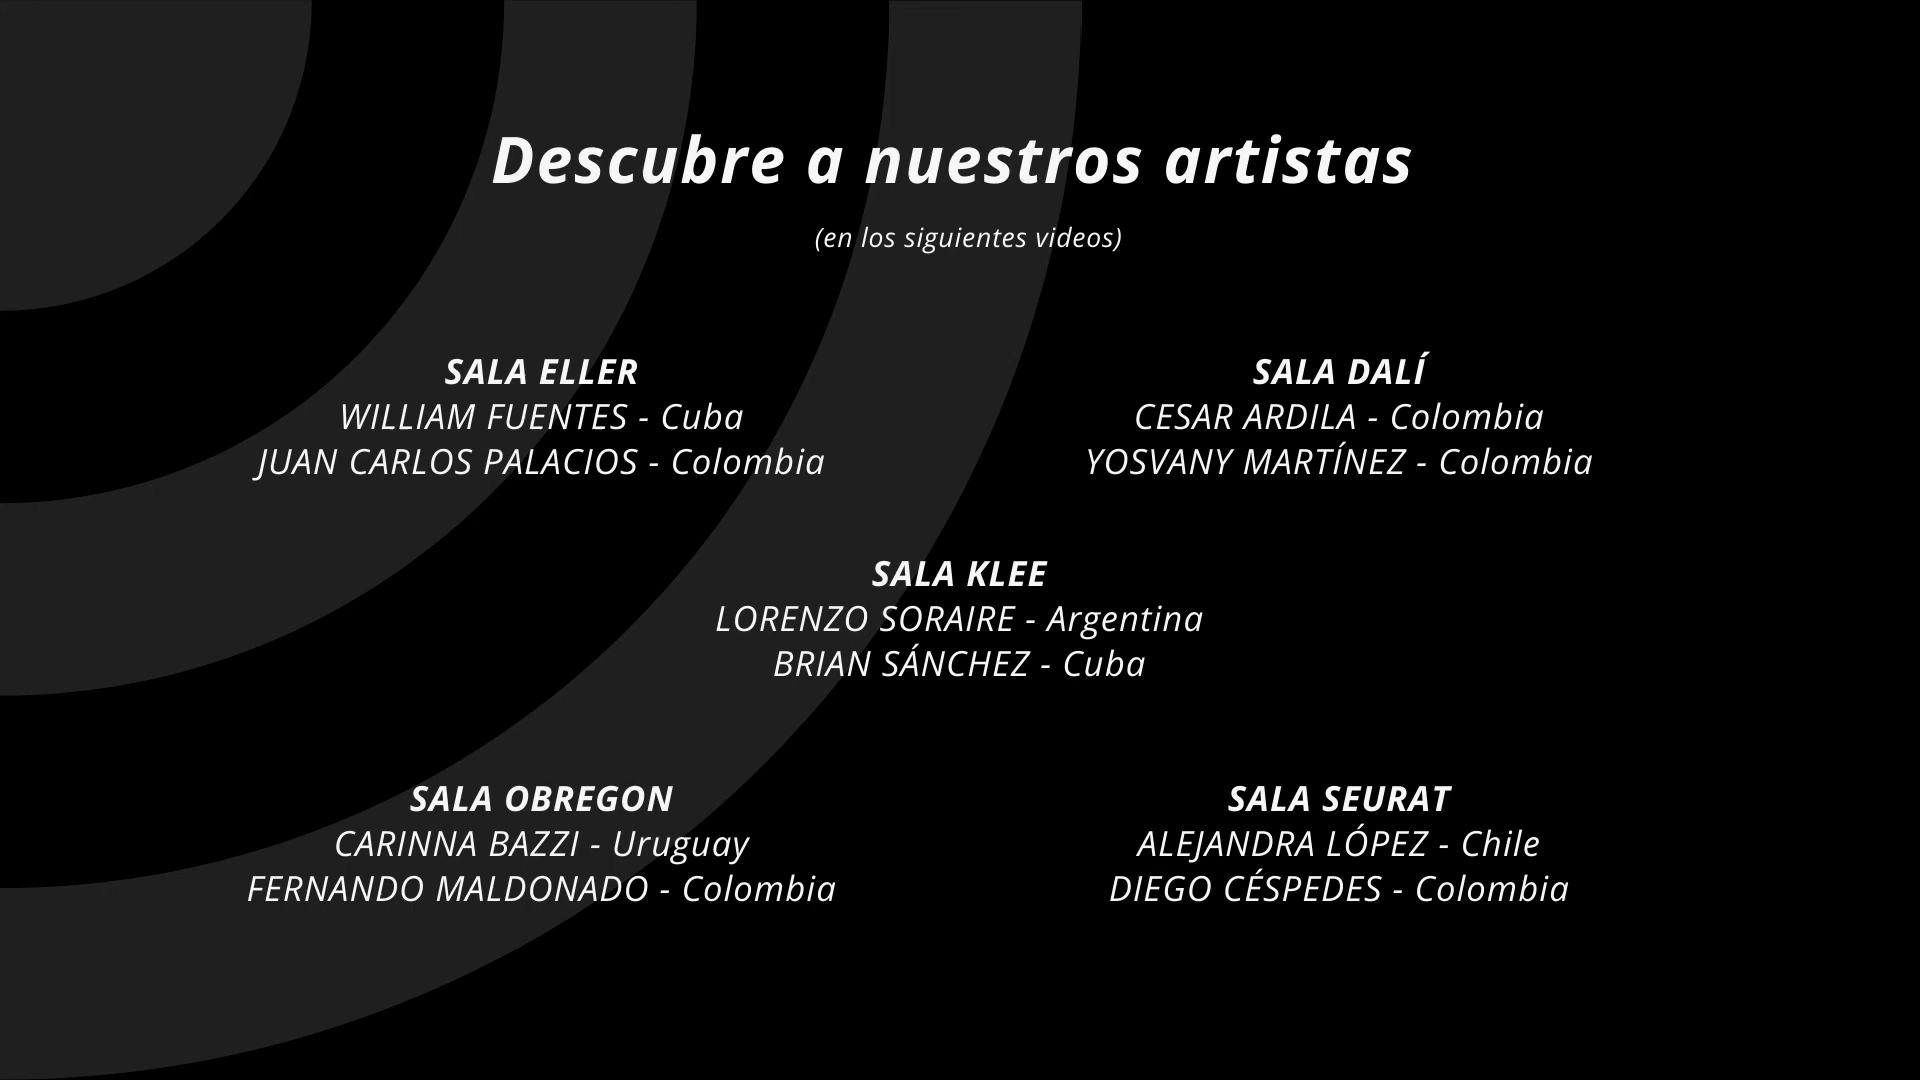 Descubre a nuestros artistas
(en los siguientes videos)
SALA ELLER
WILLIAM FUENTES - Cuba
JUAN CARLOS PALACIOS - Colombia
SALA DALÍ
CESAR ARDILA - Colombia
YOSVANY MARTÍNEZ - Colombia
SALA KLEE
LORENZO SORAIRE - Argentina
BRIAN SÁNCHEZ - Cuba
SALA OBREGON
CARINNA BAZZI - Uruguay
FERNANDO MALDONADO - Colombia
SALA SEURAT
ALEJANDRA LÓPEZ - Chile
DIEGO CÉSPEDES - Colombia